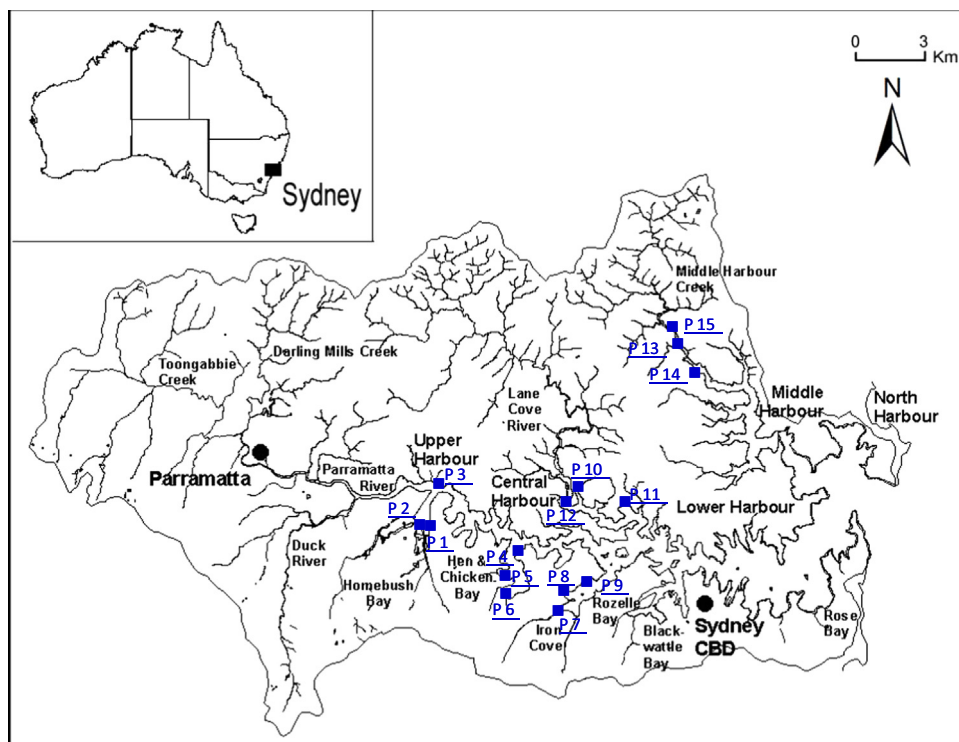 Sydney
0 3
Km
N
Middle Harbour
Creek
P 15
P 13
P 14
Toongabbie
Creek
Darling Mills Creek
Lane
Cove
River
Middle
Harbour
North
Harbour
Upper
Harbour
Parramatta
Parramatta
River
P 3
Central
Harbour
P 10
P 11
P 12
Lower Harbour
P 2
P 1
Duck
River
Homebush
Bay
Hen &
Chicken
Bay
P 4
P 5
P 6
P 8
P 9
P 7
Iron
Cove
Rozelle
Bay
Black-
wattle
Bay
Sydney
CBD
Rose
Bay